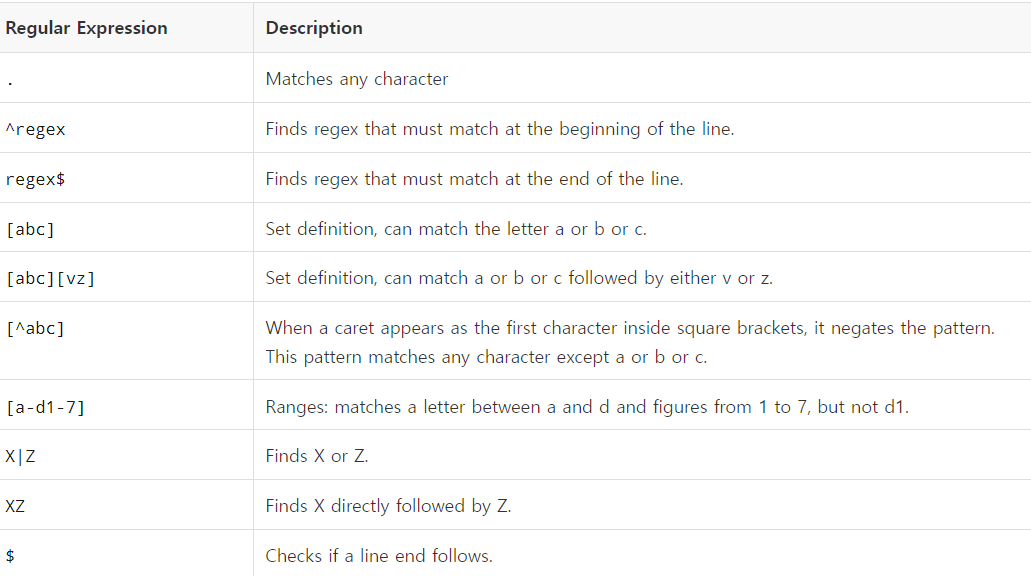 Regular Expression Description
. Matches any character
^regex Finds regex that must match at the beginning of the line.
regex$ Finds regex that must match at the end of the line.
[abc] Set definition, can match the letter a or b or c.
[abc][vz] Set definition, can match a or b or c followed by either v or z.
[^abc] When a caret appears as the first character inside square brackets, it negates the pattern.
This pattern matches any character except a or b or c.
[a-d1-7] Ranges: matches a letter between a and d and figures from 1 to 7, but not d1.
X|Z Finds X or Z.
XZ Finds X directly followed by Z.
$ Checks if a line end follows.